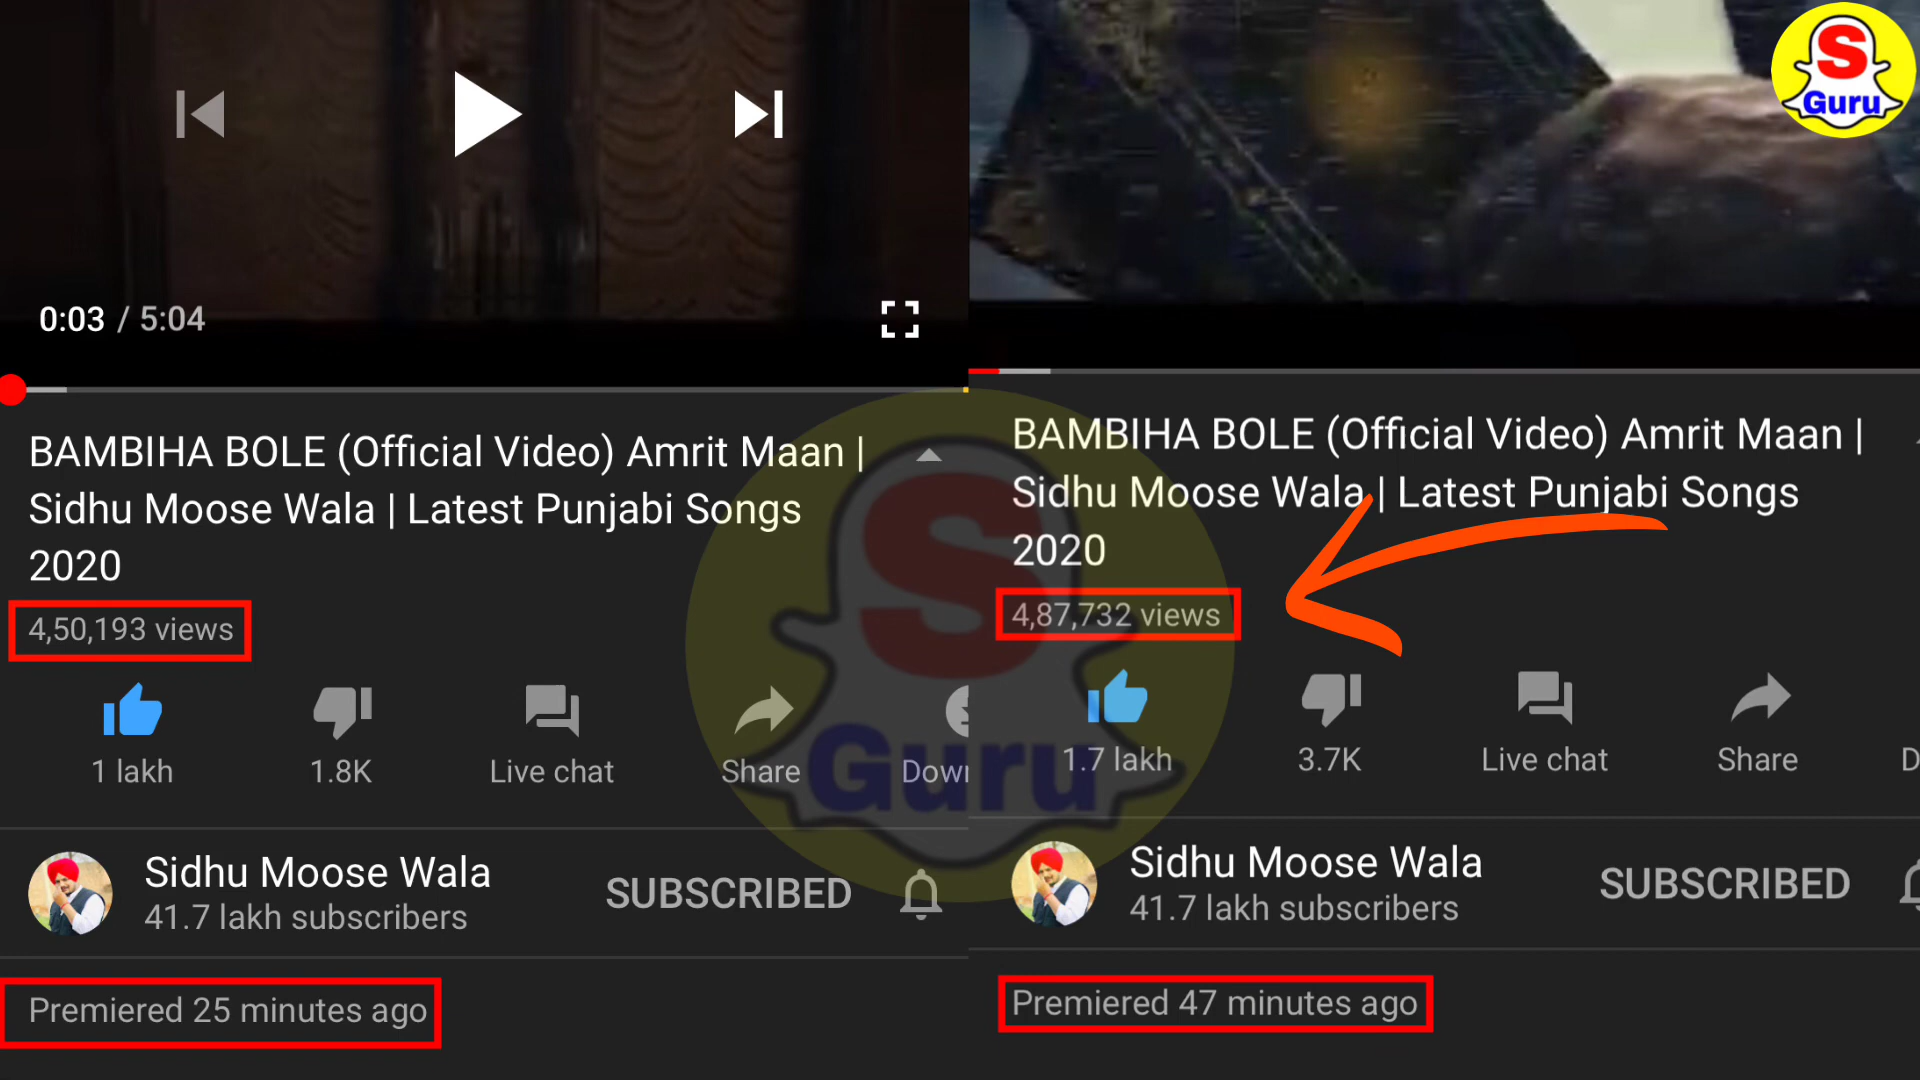 0:03 / 5:04
BAMBIHA BOLE (Official Video) Amrit Maan |
Sidhu Moose Wala | Latest Punjabi Songs
2020
4,50,193 views
1 lakh
1.8K
Live chat
Share
Down
Sidhu Moose Wala
41.7 lakh subscribers
SUBSCRIBED
Premiered 25 minutes ago
S
Guru
BAMBIHA BOLE (Official Video) Amrit Maan |
Sidhu Moose Wala | Latest Punjabi Songs
2020
4,87,732 views
1.7 lakh
3.7K
Live chat
Share
D
Sidhu Moose Wala
41.7 lakh subscribers
SUBSCRIBED
Premiered 47 minutes ago
S
Guru